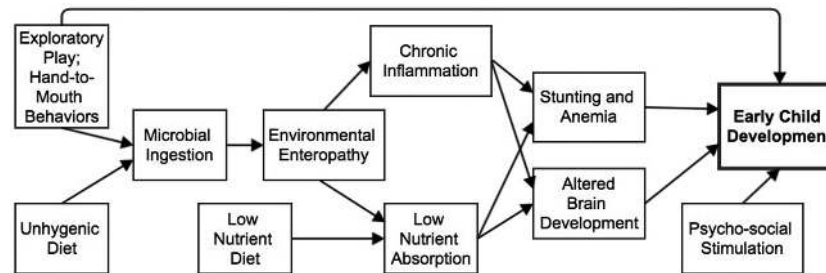 Exploratory
Play;
Hand-to-
Mouth
Behaviors
Unhygenic
Diet
Microbial
Ingestion
Environmental
Enteropathy
Low
Nutrient
Diet
Chronic
Inflammation
Low
Nutrient
Absorption
Stunting and
Anemia
Altered
Brain
Development
Early Child
Developmen
Psycho-social
Stimulation